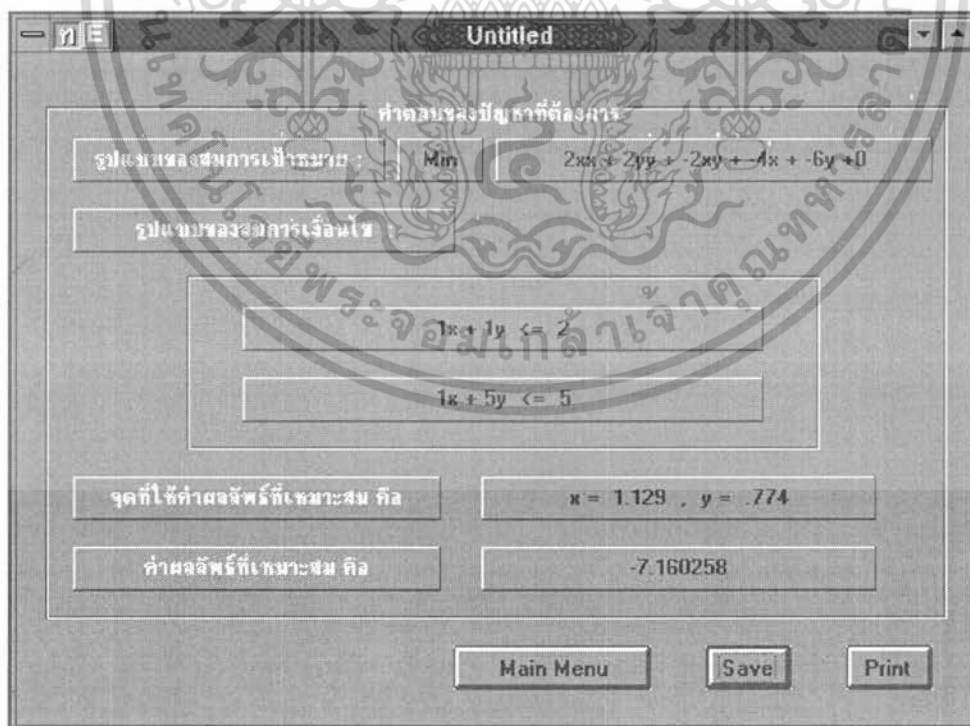 ท E Untitled
คำตอบของปัญหาที่ต้องการ
รูปแบบของสมการเป้าหมาย : Min 2xx + 2yy + -2xy + -4x + -6y +0
รูปแบบของสมการเงื่อนไข :
1x + 1y <= 2
1x + 5y <= 5
จุดที่ให้ค่าผลลัพธ์ที่เหมาะสม คือ x = 1.129 , y = .774
ค่าผลลัพธ์ที่เหมาะสม คือ -7.160258
Main Menu Save Print